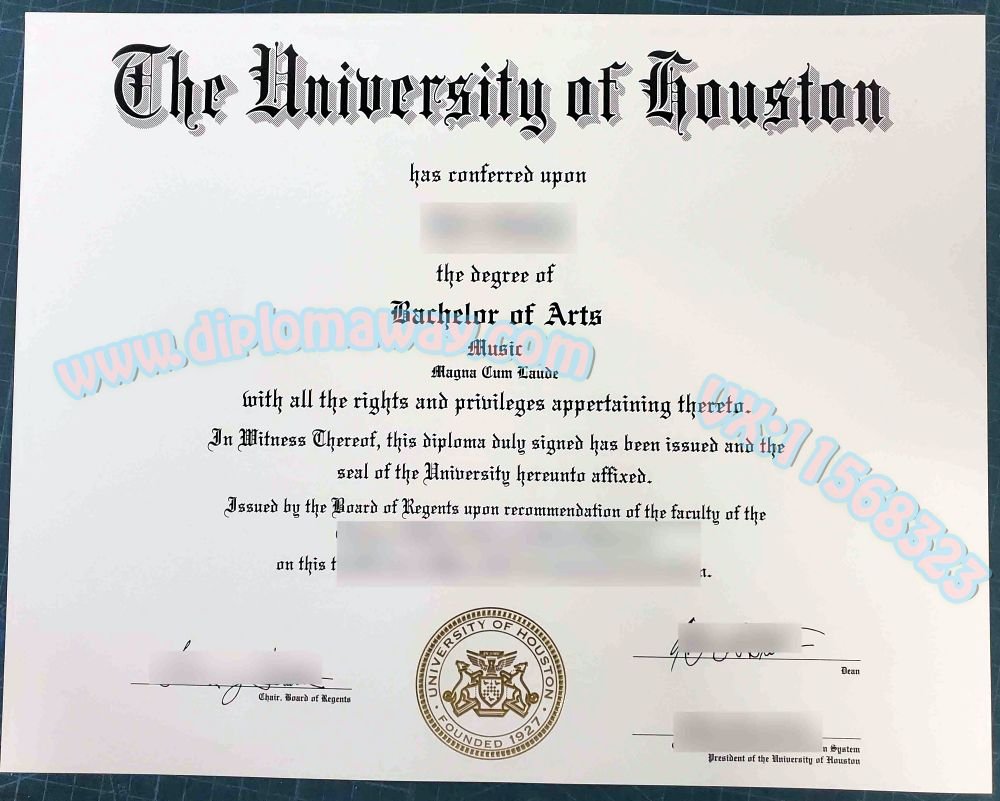 The University of Houston
has conferred upon
the degree of
Bachelor of Arts
www.diplomaway.com
Music
Magna Cum Laude
with all the rights and privileges appertaining thereto.
VX:11568323
In Witness Thereof, this diploma duly signed has been issued and the
seal of the University hereunto affixed.
Issued by the Board of Regents upon recommendation of the faculty of the
on this
UNIVERSITY OF HOUSTON
FOUNDED 1927
Dean
Chair, Board of Regents
System
President of the University of Houston